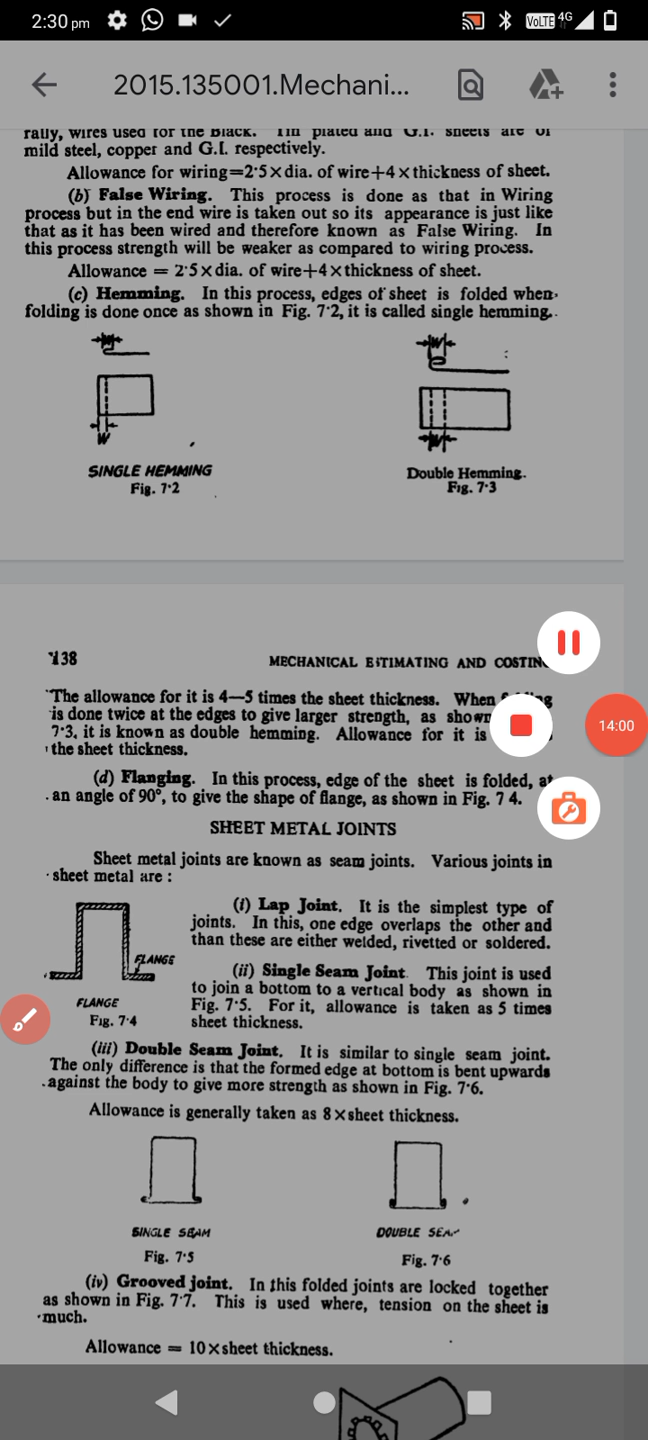 2:30 pm
VoLTE 4G
2015.135001.Mechani...
rally, wires used for the Black. Tin plated and G.I. sheets are of
mild steel, copper and G.I. respectively.
Allowance for wiring=2·5×dia. of wire+4×thickness of sheet.
(b) False Wiring. This process is done as that in Wiring
process but in the end wire is taken out so its appearance is just like
that as it has been wired and therefore known as False Wiring. In
this process strength will be weaker as compared to wiring process.
Allowance = 2·5×dia. of wire+4×thickness of sheet.
(c) Hemming. In this process, edges of sheet is folded when
folding is done once as shown in Fig. 7·2, it is called single hemming.
W W
W W
SINGLE HEMMING Double Hemming.
Fig. 7·2 Fig. 7·3
138 MECHANICAL ESTIMATING AND COSTIN
The allowance for it is 4—5 times the sheet thickness. When
is done twice at the edges to give larger strength, as shown
7·3, it is known as double hemming. Allowance for it is
the sheet thickness.
14:00
(d) Flanging. In this process, edge of the sheet is folded, at
an angle of 90°, to give the shape of flange, as shown in Fig. 7 4.
SHEET METAL JOINTS
Sheet metal joints are known as seam joints. Various joints in
sheet metal are :
FLANGE
FLANGE
Fig. 7·4
(i) Lap Joint. It is the simplest type of
joints. In this, one edge overlaps the other and
than these are either welded, rivetted or soldered.
(ii) Single Seam Joint. This joint is used
to join a bottom to a vertical body as shown in
Fig. 7·5. For it, allowance is taken as 5 times
sheet thickness.
(iii) Double Seam Joint. It is similar to single seam joint.
The only difference is that the formed edge at bottom is bent upwards
against the body to give more strength as shown in Fig. 7·6.
Allowance is generally taken as 8×sheet thickness.
SINGLE SEAM DOUBLE SEA
Fig. 7·5 Fig. 7·6
(iv) Grooved joint. In this folded joints are locked together
as shown in Fig. 7·7. This is used where, tension on the sheet is
much.
Allowance = 10×sheet thickness.